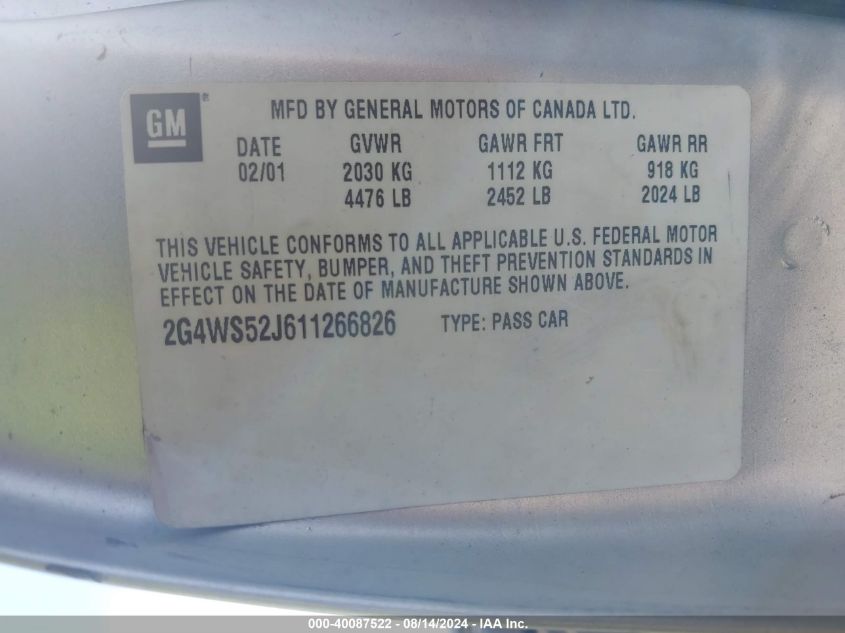 GM®
MFD BY GENERAL MOTORS OF CANADA LTD.
DATE GVWR GAWR FRT GAWR RR
02/01 2030 KG 1112 KG 918 KG
4476 LB 2452 LB 2024 LB
THIS VEHICLE CONFORMS TO ALL APPLICABLE U.S. FEDERAL MOTOR
VEHICLE SAFETY, BUMPER, AND THEFT PREVENTION STANDARDS IN
EFFECT ON THE DATE OF MANUFACTURE SHOWN ABOVE.
2G4WS52J611266826 TYPE: PASS CAR
000-40087522 - 08/14/2024 - IAA Inc.